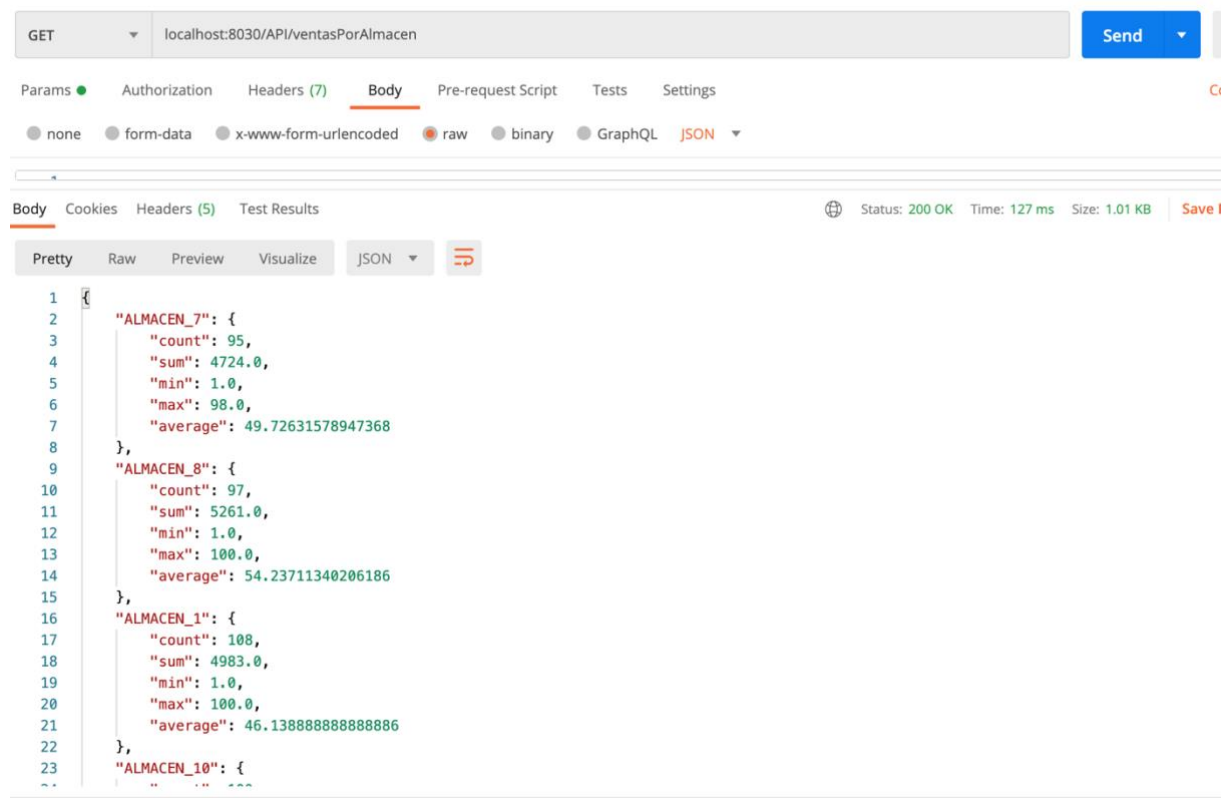 GET localhost:8030/API/ventasPorAlmacen Send
Params Authorization Headers (7) Body Pre-request Script Tests Settings
none form-data x-www-form-urlencoded raw binary GraphQL JSON
Body Cookies Headers (5) Test Results Status: 200 OK Time: 127 ms Size: 1.01 KB Save
Pretty Raw Preview Visualize JSON
1 {
2 "ALMACEN_7": {
3 "count": 95,
4 "sum": 4724.0,
5 "min": 1.0,
6 "max": 98.0,
7 "average": 49.72631578947368
8 },
9 "ALMACEN_8": {
10 "count": 97,
11 "sum": 5261.0,
12 "min": 1.0,
13 "max": 100.0,
14 "average": 54.23711340206186
15 },
16 "ALMACEN_1": {
17 "count": 108,
18 "sum": 4983.0,
19 "min": 1.0,
20 "max": 100.0,
21 "average": 46.138888888888886
22 },
23 "ALMACEN_10": {